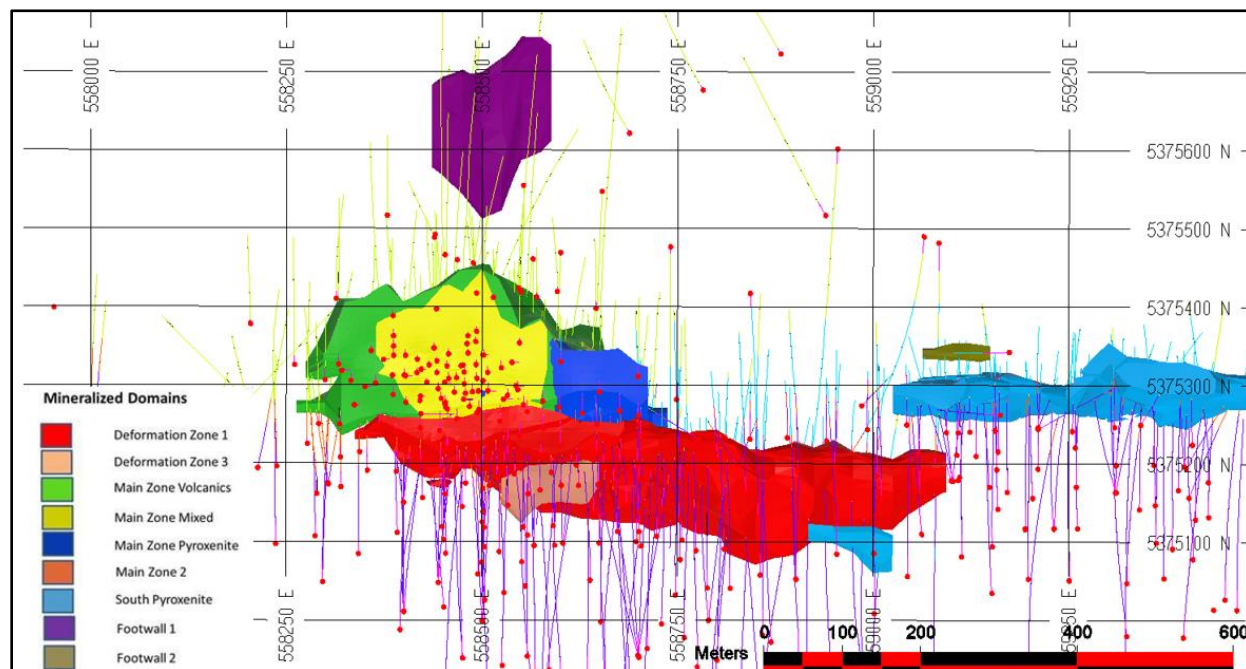 558000 E
558250 E
558500 E
558750 E
559000 E
559250 E
5375600 N
5375500 N
5375400 N
5375300 N
5375200 N
5375100 N
Mineralized Domains
Deformation Zone 1
Deformation Zone 3
Main Zone Volcanics
Main Zone Mixed
Main Zone Pyroxenite
Main Zone 2
South Pyroxenite
Footwall 1
Footwall 2
558250 E
558500 E
558750 E
559000 E
Meters
0 100 200 400 600